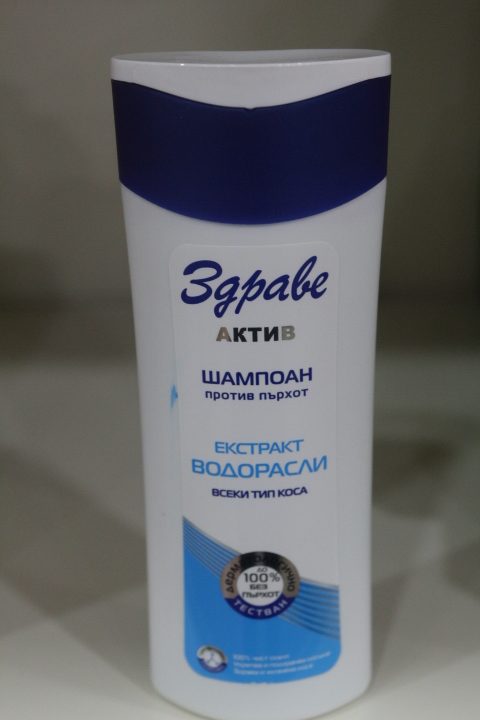 Здраве
АКТИВ
ШАМПОАН
против пърхот
ЕКСТРАКТ
ВОДОРАСЛИ
ВСЕКИ ТИП КОСА
до
100%
БЕЗ
ПЪРХОТ
ТЕСТВАН